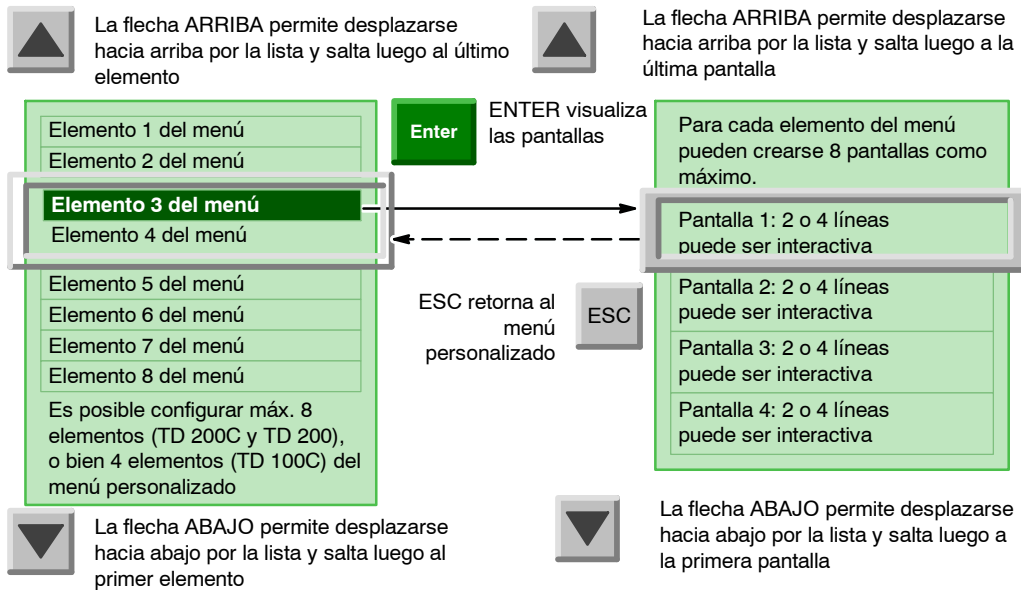 La flecha ARRIBA permite desplazarse
hacia arriba por la lista y salta luego al último
elemento
La flecha ARRIBA permite desplazarse
hacia arriba por la lista y salta luego a la
última pantalla
Elemento 1 del menú
Elemento 2 del menú
Elemento 3 del menú
Elemento 4 del menú
Elemento 5 del menú
Elemento 6 del menú
Elemento 7 del menú
Elemento 8 del menú
Es posible configurar máx. 8
elementos (TD 200C y TD 200),
o bien 4 elementos (TD 100C) del
menú personalizado
Enter
ENTER visualiza
las pantallas
ESC retorna al
menú
personalizado
ESC
Para cada elemento del menú
pueden crearse 8 pantallas como
máximo.
Pantalla 1: 2 o 4 líneas
puede ser interactiva
Pantalla 2: 2 o 4 líneas
puede ser interactiva
Pantalla 3: 2 o 4 líneas
puede ser interactiva
Pantalla 4: 2 o 4 líneas
puede ser interactiva
La flecha ABAJO permite desplazarse
hacia abajo por la lista y salta luego al
primer elemento
La flecha ABAJO permite desplazarse
hacia abajo por la lista y salta luego a
la primera pantalla